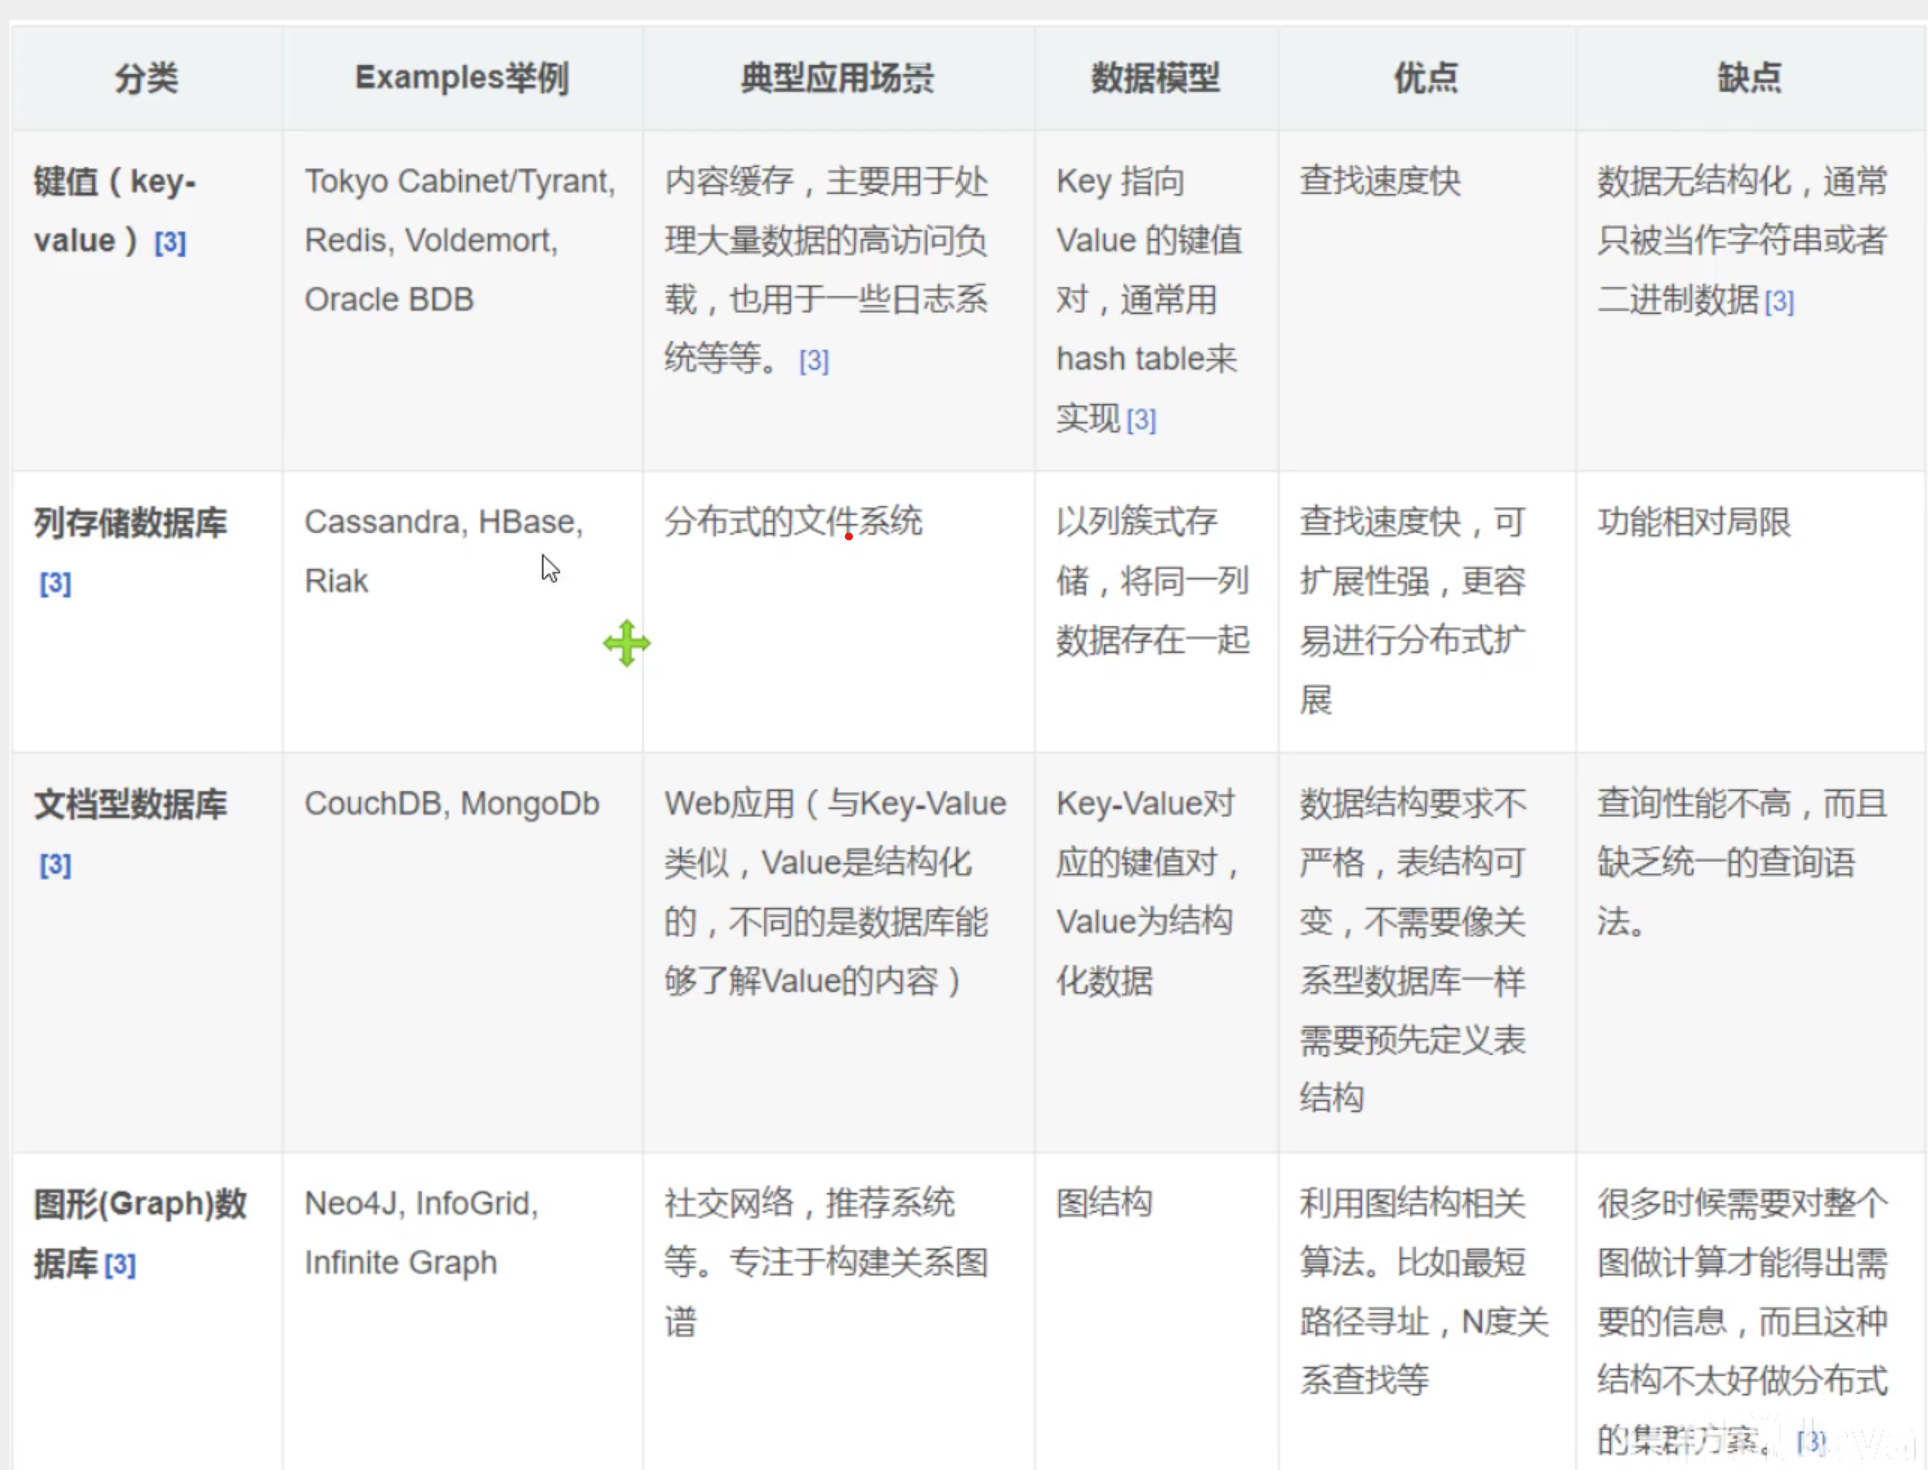 分类
Examples举例
典型应用场景
数据模型
优点
缺点
键值（key-
value）[3]
Tokyo Cabinet/Tyrant,
Redis, Voldemort,
Oracle BDB
内容缓存，主要用于处
理大量数据的高访问负
载，也用于一些日志系
统等等。[3]
Key 指向
Value 的键值
对，通常用
hash table来
实现[3]
查找速度快
数据无结构化，通常
只被当作字符串或者
二进制数据[3]
列存储数据库
[3]
Cassandra, HBase,
Riak
分布式的文件系统
以列簇式存
储，将同一列
数据存在一起
查找速度快，可
扩展性强，更容
易进行分布式扩
展
功能相对局限
文档型数据库
[3]
CouchDB, MongoDb
Web应用（与Key-Value
类似，Value是结构化
的，不同的是数据库能
够了解Value的内容）
Key-Value对
应的键值对，
Value为结构
化数据
数据结构要求不
严格，表结构可
变，不需要像关
系型数据库一样
需要预先定义表
结构
查询性能不高，而且
缺乏统一的查询语
法。
图形(Graph)数
据库[3]
Neo4J, InfoGrid,
Infinite Graph
社交网络，推荐系统
等。专注于构建关系图
谱
图结构
利用图结构相关
算法。比如最短
路径寻址，N度关
系查找等
很多时候需要对整个
图做计算才能得出需
要的信息，而且这种
结构不太好做分布式
的集群方案。[3]